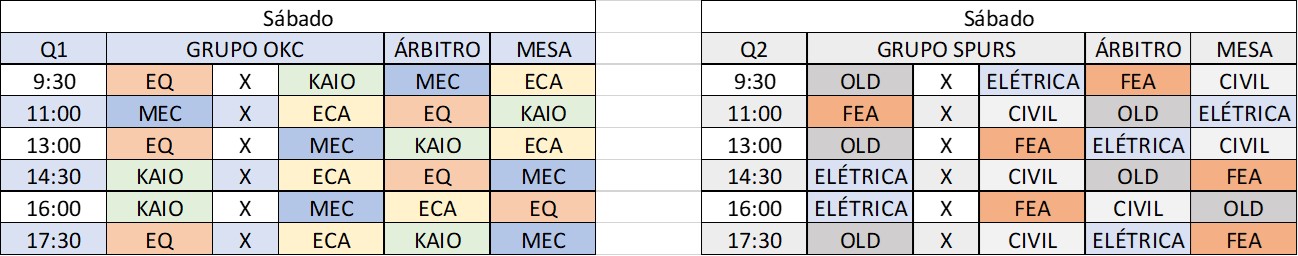 Sábado
Q1 GRUPO OKC ÁRBITRO MESA
9:30 EQ X KAIO MEC ECA
11:00 MEC X ECA EQ KAIO
13:00 EQ X MEC KAIO ECA
14:30 KAIO X ECA EQ MEC
16:00 KAIO X MEC ECA EQ
17:30 EQ X ECA KAIO MEC
Sábado
Q2 GRUPO SPURS ÁRBITRO MESA
9:30 OLD X ELÉTRICA FEA CIVIL
11:00 FEA X CIVIL OLD ELÉTRICA
13:00 OLD X FEA ELÉTRICA CIVIL
14:30 ELÉTRICA X CIVIL OLD FEA
16:00 ELÉTRICA X FEA CIVIL OLD
17:30 OLD X CIVIL ELÉTRICA FEA